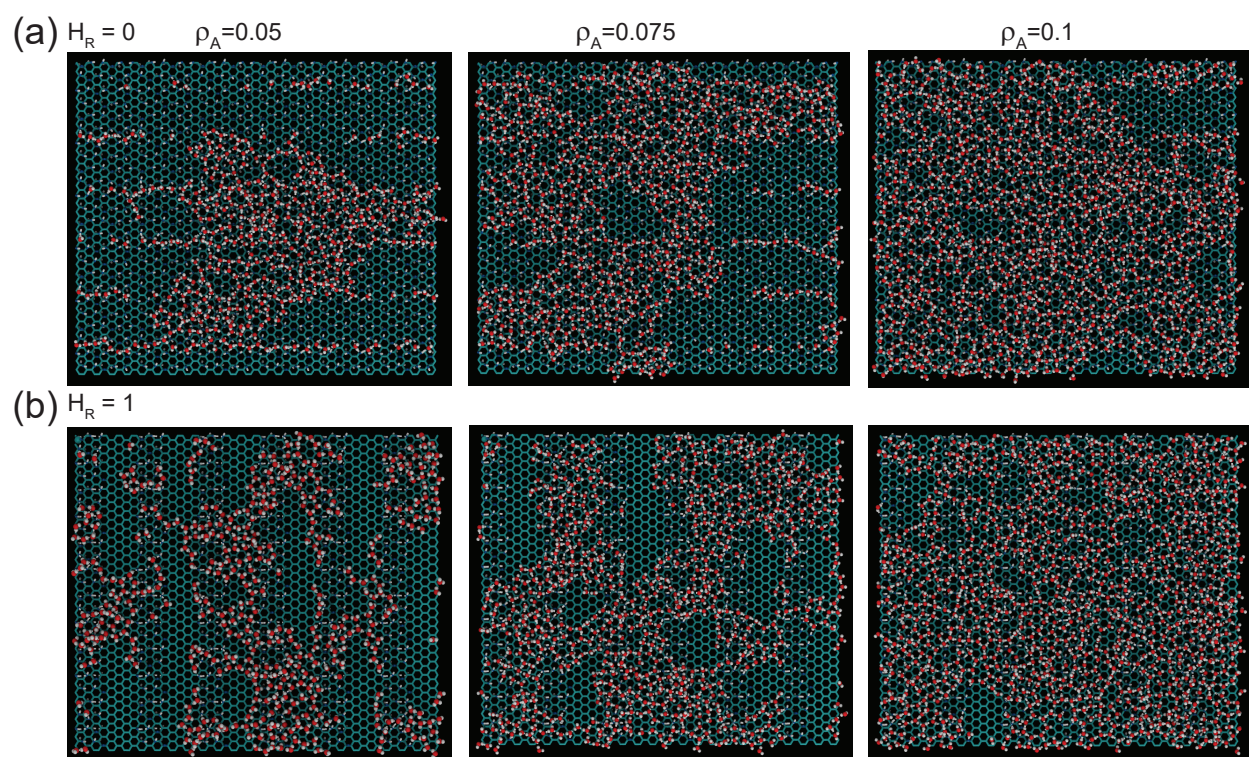 (a) H_R = 0 ρ_A=0.05 ρ_A=0.075 ρ_A=0.1
(b) H_R = 1